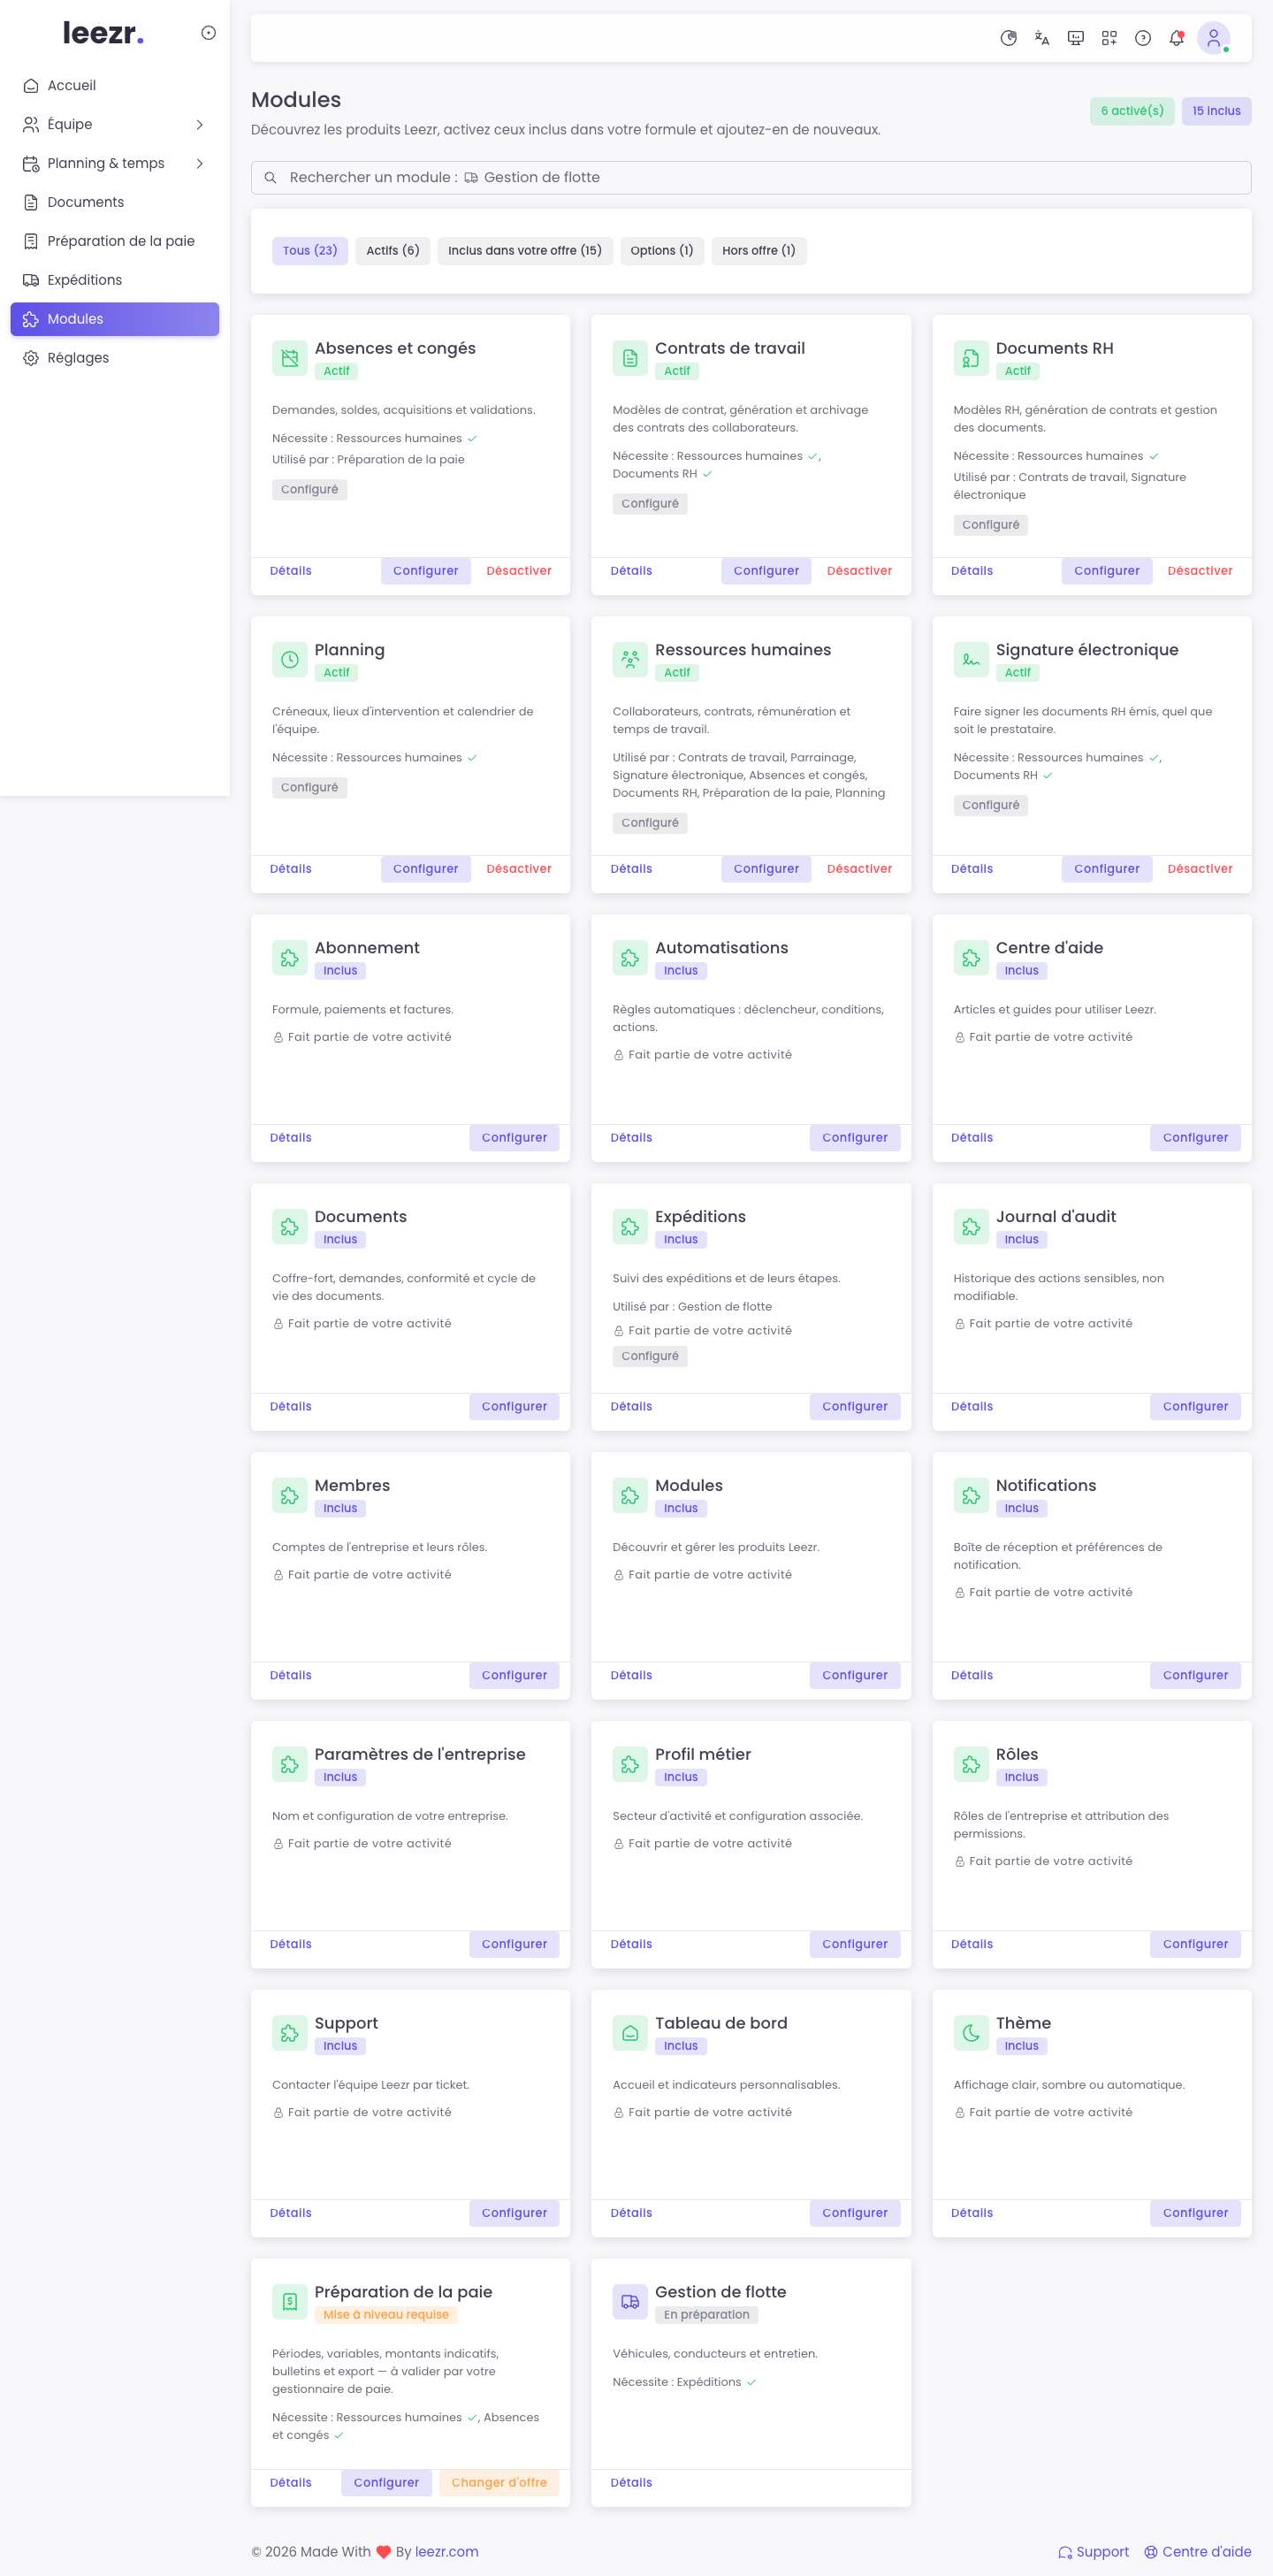 leezr.
Accueil
Équipe
Planning & temps
Documents
Préparation de la paie
Expéditions
Modules
Réglages
Modules
Découvrez les produits Leezr, activez ceux inclus dans votre formule et ajoutez-en de nouveaux.
6 activé(s) 15 inclus
Rechercher un module : Gestion de flotte
Tous (23) Actifs (6) Inclus dans votre offre (15) Options (1) Hors offre (1)
Absences et congés
Actif
Demandes, soldes, acquisitions et validations.
Nécessite : Ressources humaines ✓
Utilisé par : Préparation de la paie
Configuré
Détails Configurer Désactiver
Contrats de travail
Actif
Modèles de contrat, génération et archivage
des contrats des collaborateurs.
Nécessite : Ressources humaines ✓,
Documents RH ✓
Configuré
Détails Configurer Désactiver
Documents RH
Actif
Modèles RH, génération de contrats et gestion
des documents.
Nécessite : Ressources humaines ✓
Utilisé par : Contrats de travail, Signature
électronique
Configuré
Détails Configurer Désactiver
Planning
Actif
Créneaux, lieux d'intervention et calendrier de
l'équipe.
Nécessite : Ressources humaines ✓
Configuré
Détails Configurer Désactiver
Ressources humaines
Actif
Collaborateurs, contrats, rémunération et
temps de travail.
Utilisé par : Contrats de travail, Parrainage,
Signature électronique, Absences et congés,
Documents RH, Préparation de la paie, Planning
Configuré
Détails Configurer Désactiver
Signature électronique
Actif
Faire signer les documents RH émis, quel que
soit le prestataire.
Nécessite : Ressources humaines ✓,
Documents RH ✓
Configuré
Détails Configurer Désactiver
Abonnement
Inclus
Formule, paiements et factures.
Fait partie de votre activité
Détails Configurer
Automatisations
Inclus
Règles automatiques : déclencheur, conditions,
actions.
Fait partie de votre activité
Détails Configurer
Centre d'aide
Inclus
Articles et guides pour utiliser Leezr.
Fait partie de votre activité
Détails Configurer
Documents
Inclus
Coffre-fort, demandes, conformité et cycle de
vie des documents.
Fait partie de votre activité
Détails Configurer
Expéditions
Inclus
Suivi des expéditions et de leurs étapes.
Utilisé par : Gestion de flotte
Fait partie de votre activité
Configuré
Détails Configurer
Journal d'audit
Inclus
Historique des actions sensibles, non
modifiable.
Fait partie de votre activité
Détails Configurer
Membres
Inclus
Comptes de l'entreprise et leurs rôles.
Fait partie de votre activité
Détails Configurer
Modules
Inclus
Découvrir et gérer les produits Leezr.
Fait partie de votre activité
Détails Configurer
Notifications
Inclus
Boîte de réception et préférences de
notification.
Fait partie de votre activité
Détails Configurer
Paramètres de l'entreprise
Inclus
Nom et configuration de votre entreprise.
Fait partie de votre activité
Détails Configurer
Profil métier
Inclus
Secteur d'activité et configuration associée.
Fait partie de votre activité
Détails Configurer
Rôles
Inclus
Rôles de l'entreprise et attribution des
permissions.
Fait partie de votre activité
Détails Configurer
Support
Inclus
Contacter l'équipe Leezr par ticket.
Fait partie de votre activité
Détails Configurer
Tableau de bord
Inclus
Accueil et indicateurs personnalisables.
Fait partie de votre activité
Détails Configurer
Thème
Inclus
Affichage clair, sombre ou automatique.
Fait partie de votre activité
Détails Configurer
Préparation de la paie
Mise à niveau requise
Périodes, variables, montants indicatifs,
bulletins et export — à valider par votre
gestionnaire de paie.
Nécessite : Ressources humaines ✓, Absences
et congés ✓
Détails Configurer Changer d'offre
Gestion de flotte
En préparation
Véhicules, conducteurs et entretien.
Nécessite : Expéditions ✓
Détails
© 2026 Made With ♥ By leezr.com
Support Centre d'aide